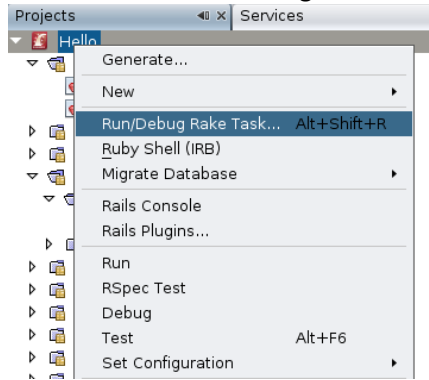 Projects
Services
Hello
Generate...
New
Run/Debug Rake Task... Alt+Shift+R
Ruby Shell (IRB)
Migrate Database
Rails Console
Rails Plugins...
Run
RSpec Test
Debug
Test Alt+F6
Set Configuration